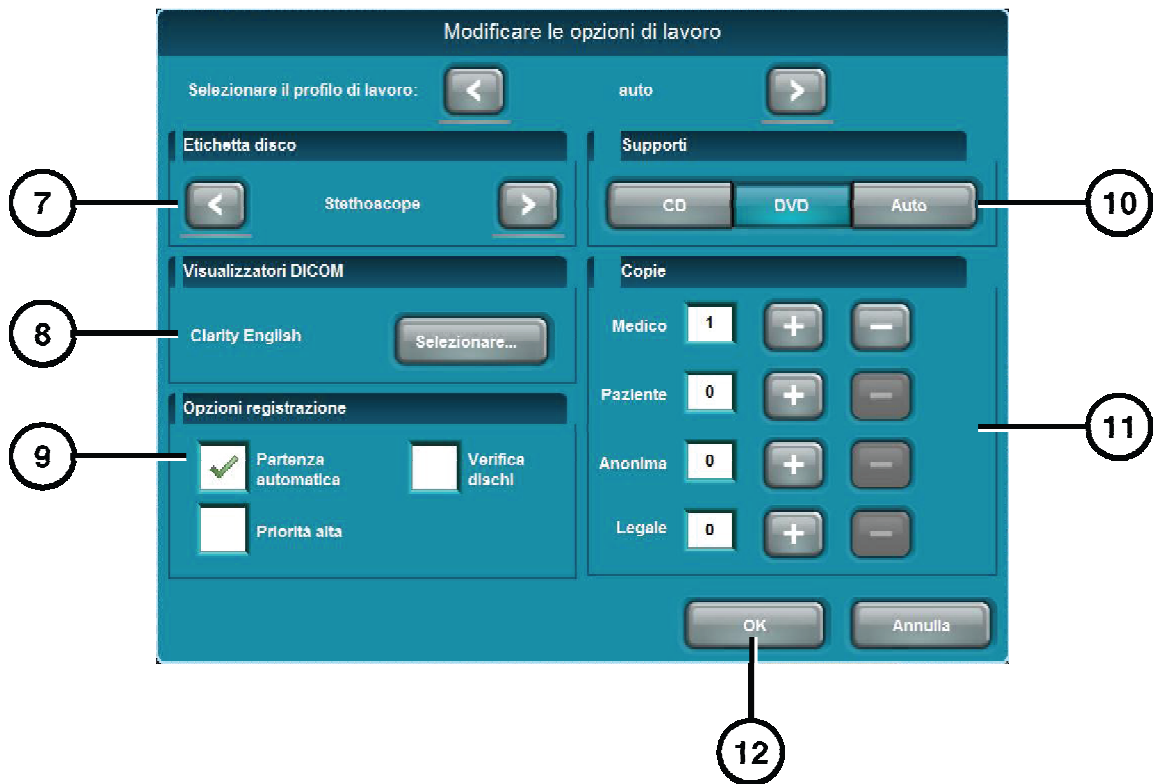 Modificare le opzioni di lavoro
Selezionare il profilo di lavoro: < auto >
Etichetta disco
7
< Stethoscope >
Visualizzatori DICOM
8
Clarity English Selezionare...
Opzioni registrazione
9
Partenza
automatica
Verifica
dischi
Priorità alta
Supporti
CD DVD Auto
10
Copie
Medico 1 + -
Paziente 0 + -
11
Anonima 0 + -
Legale 0 + -
OK Annulla
12